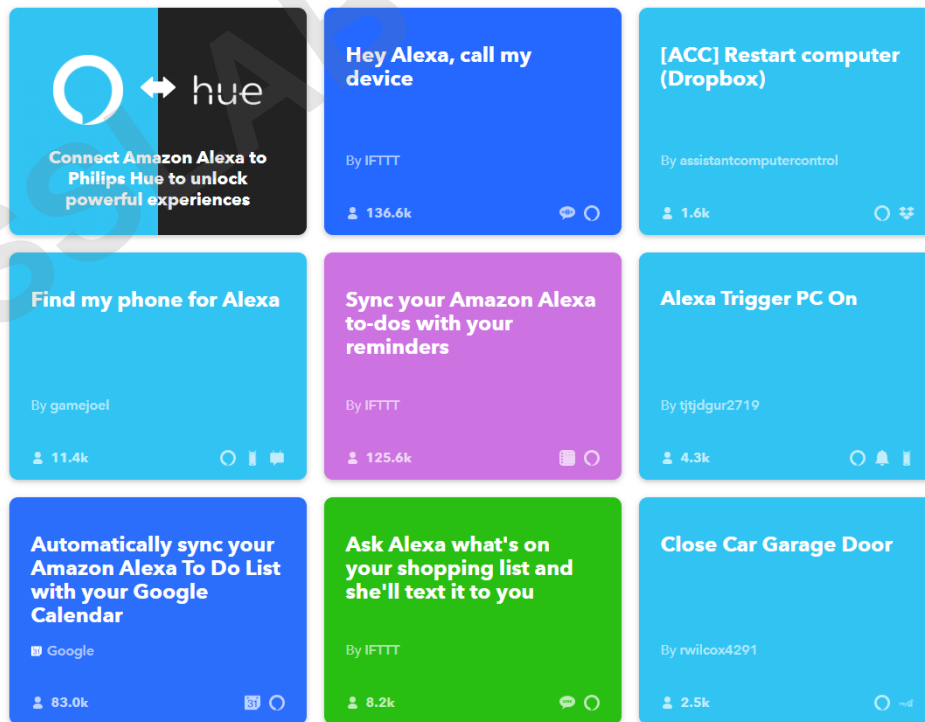 hue
Connect Amazon Alexa to
Philips Hue to unlock
powerful experiences
Hey Alexa, call my
device
By IFTTT
136.6k
[ACC] Restart computer
(Dropbox)
By assistantcomputercontrol
1.6k
Find my phone for Alexa
By gamejoel
11.4k
Sync your Amazon Alexa
to-dos with your
reminders
By IFTTT
125.6k
Alexa Trigger PC On
By tjtjdgur2719
4.3k
Automatically sync your
Amazon Alexa To Do List
with your Google
Calendar
31 Google
83.0k
31
Ask Alexa what's on
your shopping list and
she'll text it to you
By IFTTT
8.2k
Close Car Garage Door
By rwilcox4291
2.5k